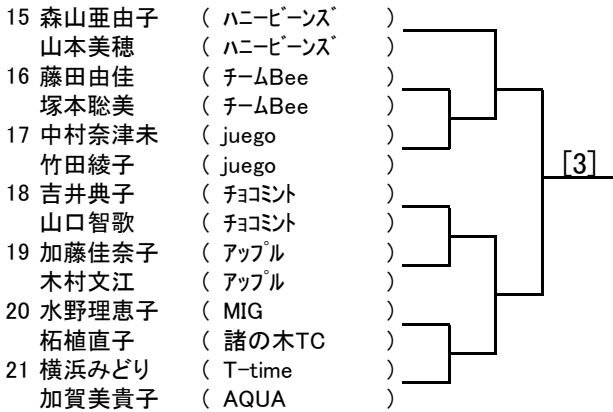 15 森山亜由子 ( ﾊﾆｰﾋﾞｰﾝｽﾞ )
山本美穂 ( ﾊﾆｰﾋﾞｰﾝｽﾞ )
16 藤田由佳 ( ﾁｰﾑBee )
塚本聡美 ( ﾁｰﾑBee )
17 中村奈津未 ( juego )
竹田綾子 ( juego )
[3]
18 吉井典子 ( ﾁｮｺﾐﾝﾄ )
山口智歌 ( ﾁｮｺﾐﾝﾄ )
19 加藤佳奈子 ( ｱｯﾌﾟﾙ )
木村文江 ( ｱｯﾌﾟﾙ )
20 水野理恵子 ( MIG )
柘植直子 ( 諸の木TC )
21 横浜みどり ( T-time )
加賀美貴子 ( AQUA )